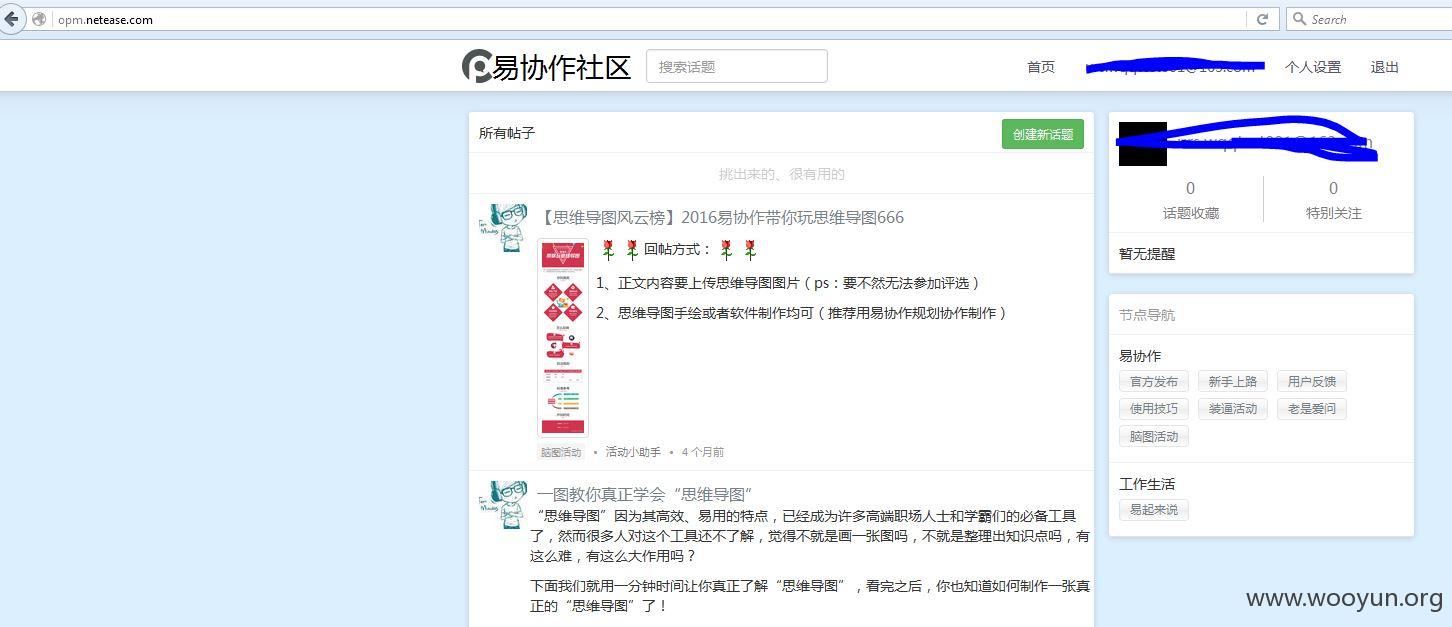 opm.netease.com
Search
易协作社区
搜索话题
首页
个人设置
退出
所有帖子
创建新话题
挑出来的、很有用的
【思维导图风云榜】2016易协作带你玩思维导图666
回帖方式：
1、正文内容要上传思维导图图片（ps：要不然无法参加评选）
2、思维导图手绘或者软件制作均可（推荐用易协作规划协作制作）
脑图活动 • 活动小助手 • 4 个月前
一图教你真正学会“思维导图”
“思维导图”因为其高效、易用的特点，已经成为许多高端职场人士和学霸们的必备工具
了，然而很多人对这个工具还不了解，觉得不就是画一张图吗，不就是整理出知识点吗，有
这么难，有这么大作用吗？
下面我们就用一分钟时间让你真正了解“思维导图”，看完之后，你也知道如何制作一张真
正的“思维导图”了！
0
话题收藏
0
特别关注
暂无提醒
节点导航
易协作
官方发布 新手上路 用户反馈
使用技巧 装逼活动 老是爱问
脑图活动
工作生活
易起来说
www.wooyun.org